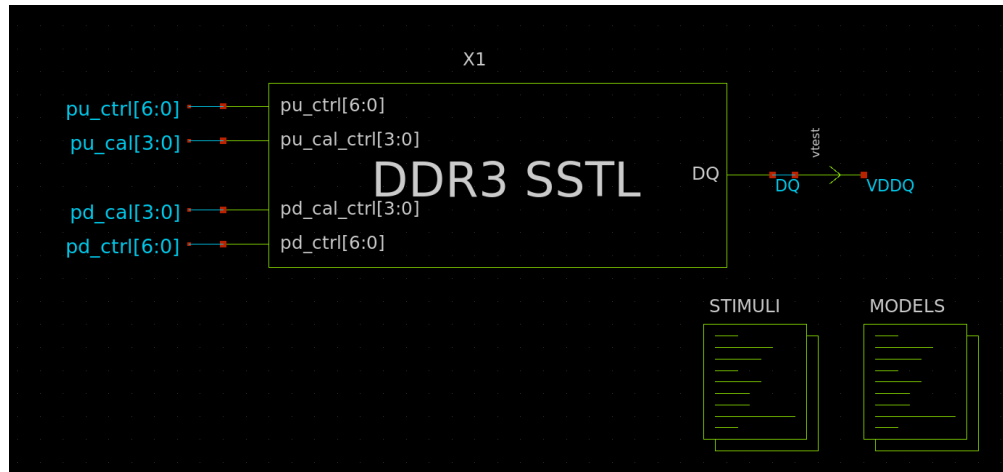 X1
pu_ctrl[6:0]
pu_ctrl[6:0]
pu_cal[3:0]
pu_cal_ctrl[3:0]
vtest
DDR3 SSTL
DQ
DQ
VDDQ
pd_cal[3:0]
pd_cal_ctrl[3:0]
pd_ctrl[6:0]
pd_ctrl[6:0]
STIMULI
MODELS